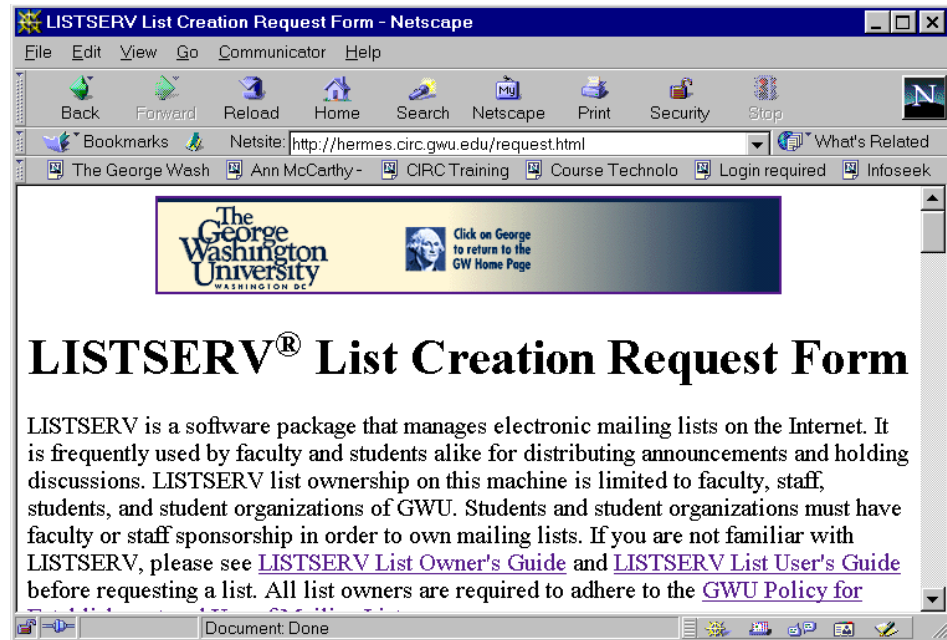 LISTSERV List Creation Request Form - Netscape
File Edit View Go Communicator Help
Back Forward Reload Home Search Netscape Print Security Stop
My
N
Bookmarks Netsite: http://hermes.circ.gwu.edu/request.html What's Related
The George Wash Ann McCarthy - CIRC Training Course Technolo Login required Infoseek
The
George
Washington
University
WASHINGTON DC
Click on George
to return to the
GW Home Page
LISTSERV® List Creation Request Form
LISTSERV is a software package that manages electronic mailing lists on the Internet. It
is frequently used by faculty and students alike for distributing announcements and holding
discussions. LISTSERV list ownership on this machine is limited to faculty, staff,
students, and student organizations of GWU. Students and student organizations must have
faculty or staff sponsorship in order to own mailing lists. If you are not familiar with
LISTSERV, please see LISTSERV List Owner's Guide and LISTSERV List User's Guide
before requesting a list. All list owners are required to adhere to the GWU Policy for
Document: Done